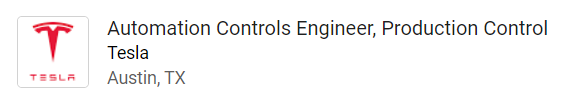 TESLA
Automation Controls Engineer, Production Control
Tesla
Austin, TX